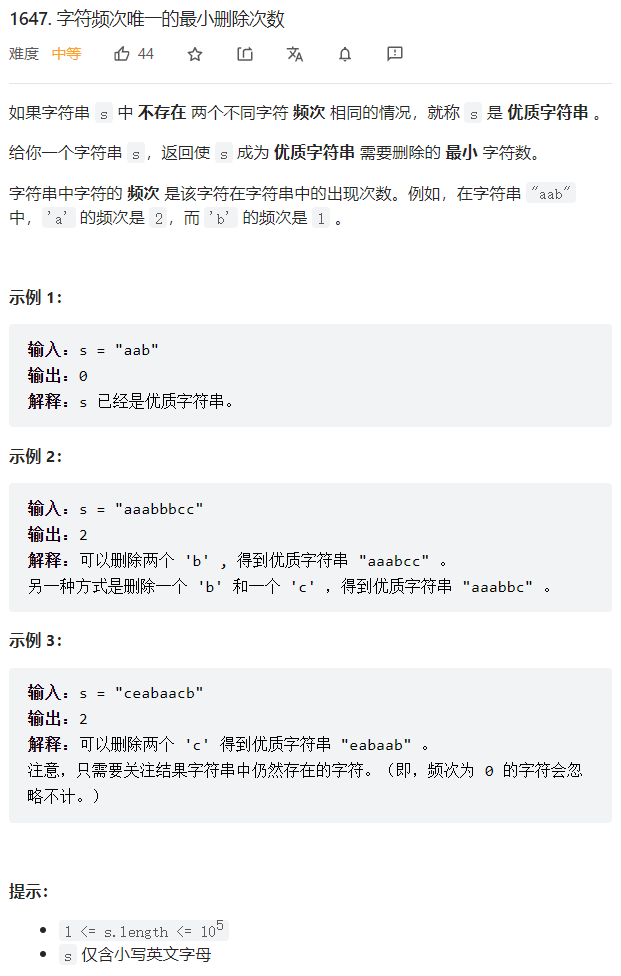 1647. 字符频次唯一的最小删除次数
难度 中等 44
如果字符串 s 中 不存在 两个不同字符 频次 相同的情况，就称 s 是 优质字符串 。
给你一个字符串 s，返回使 s 成为 优质字符串 需要删除的 最小 字符数。
字符串中字符的 频次 是该字符在字符串中的出现次数。例如，在字符串 "aab"
中，'a' 的频次是 2，而 'b' 的频次是 1 。
示例 1：
输入：s = "aab"
输出：0
解释：s 已经是优质字符串。
示例 2：
输入：s = "aaabbbcc"
输出：2
解释：可以删除两个 'b' , 得到优质字符串 "aaabcc" 。
另一种方式是删除一个 'b' 和一个 'c' ，得到优质字符串 "aaabbc" 。
示例 3：
输入：s = "ceabaacb"
输出：2
解释：可以删除两个 'c' 得到优质字符串 "eabaab" 。
注意，只需要关注结果字符串中仍然存在的字符。（即，频次为 0 的字符会忽
略不计。）
提示：
• 1 <= s.length <= 10⁵
• s 仅含小写英文字母